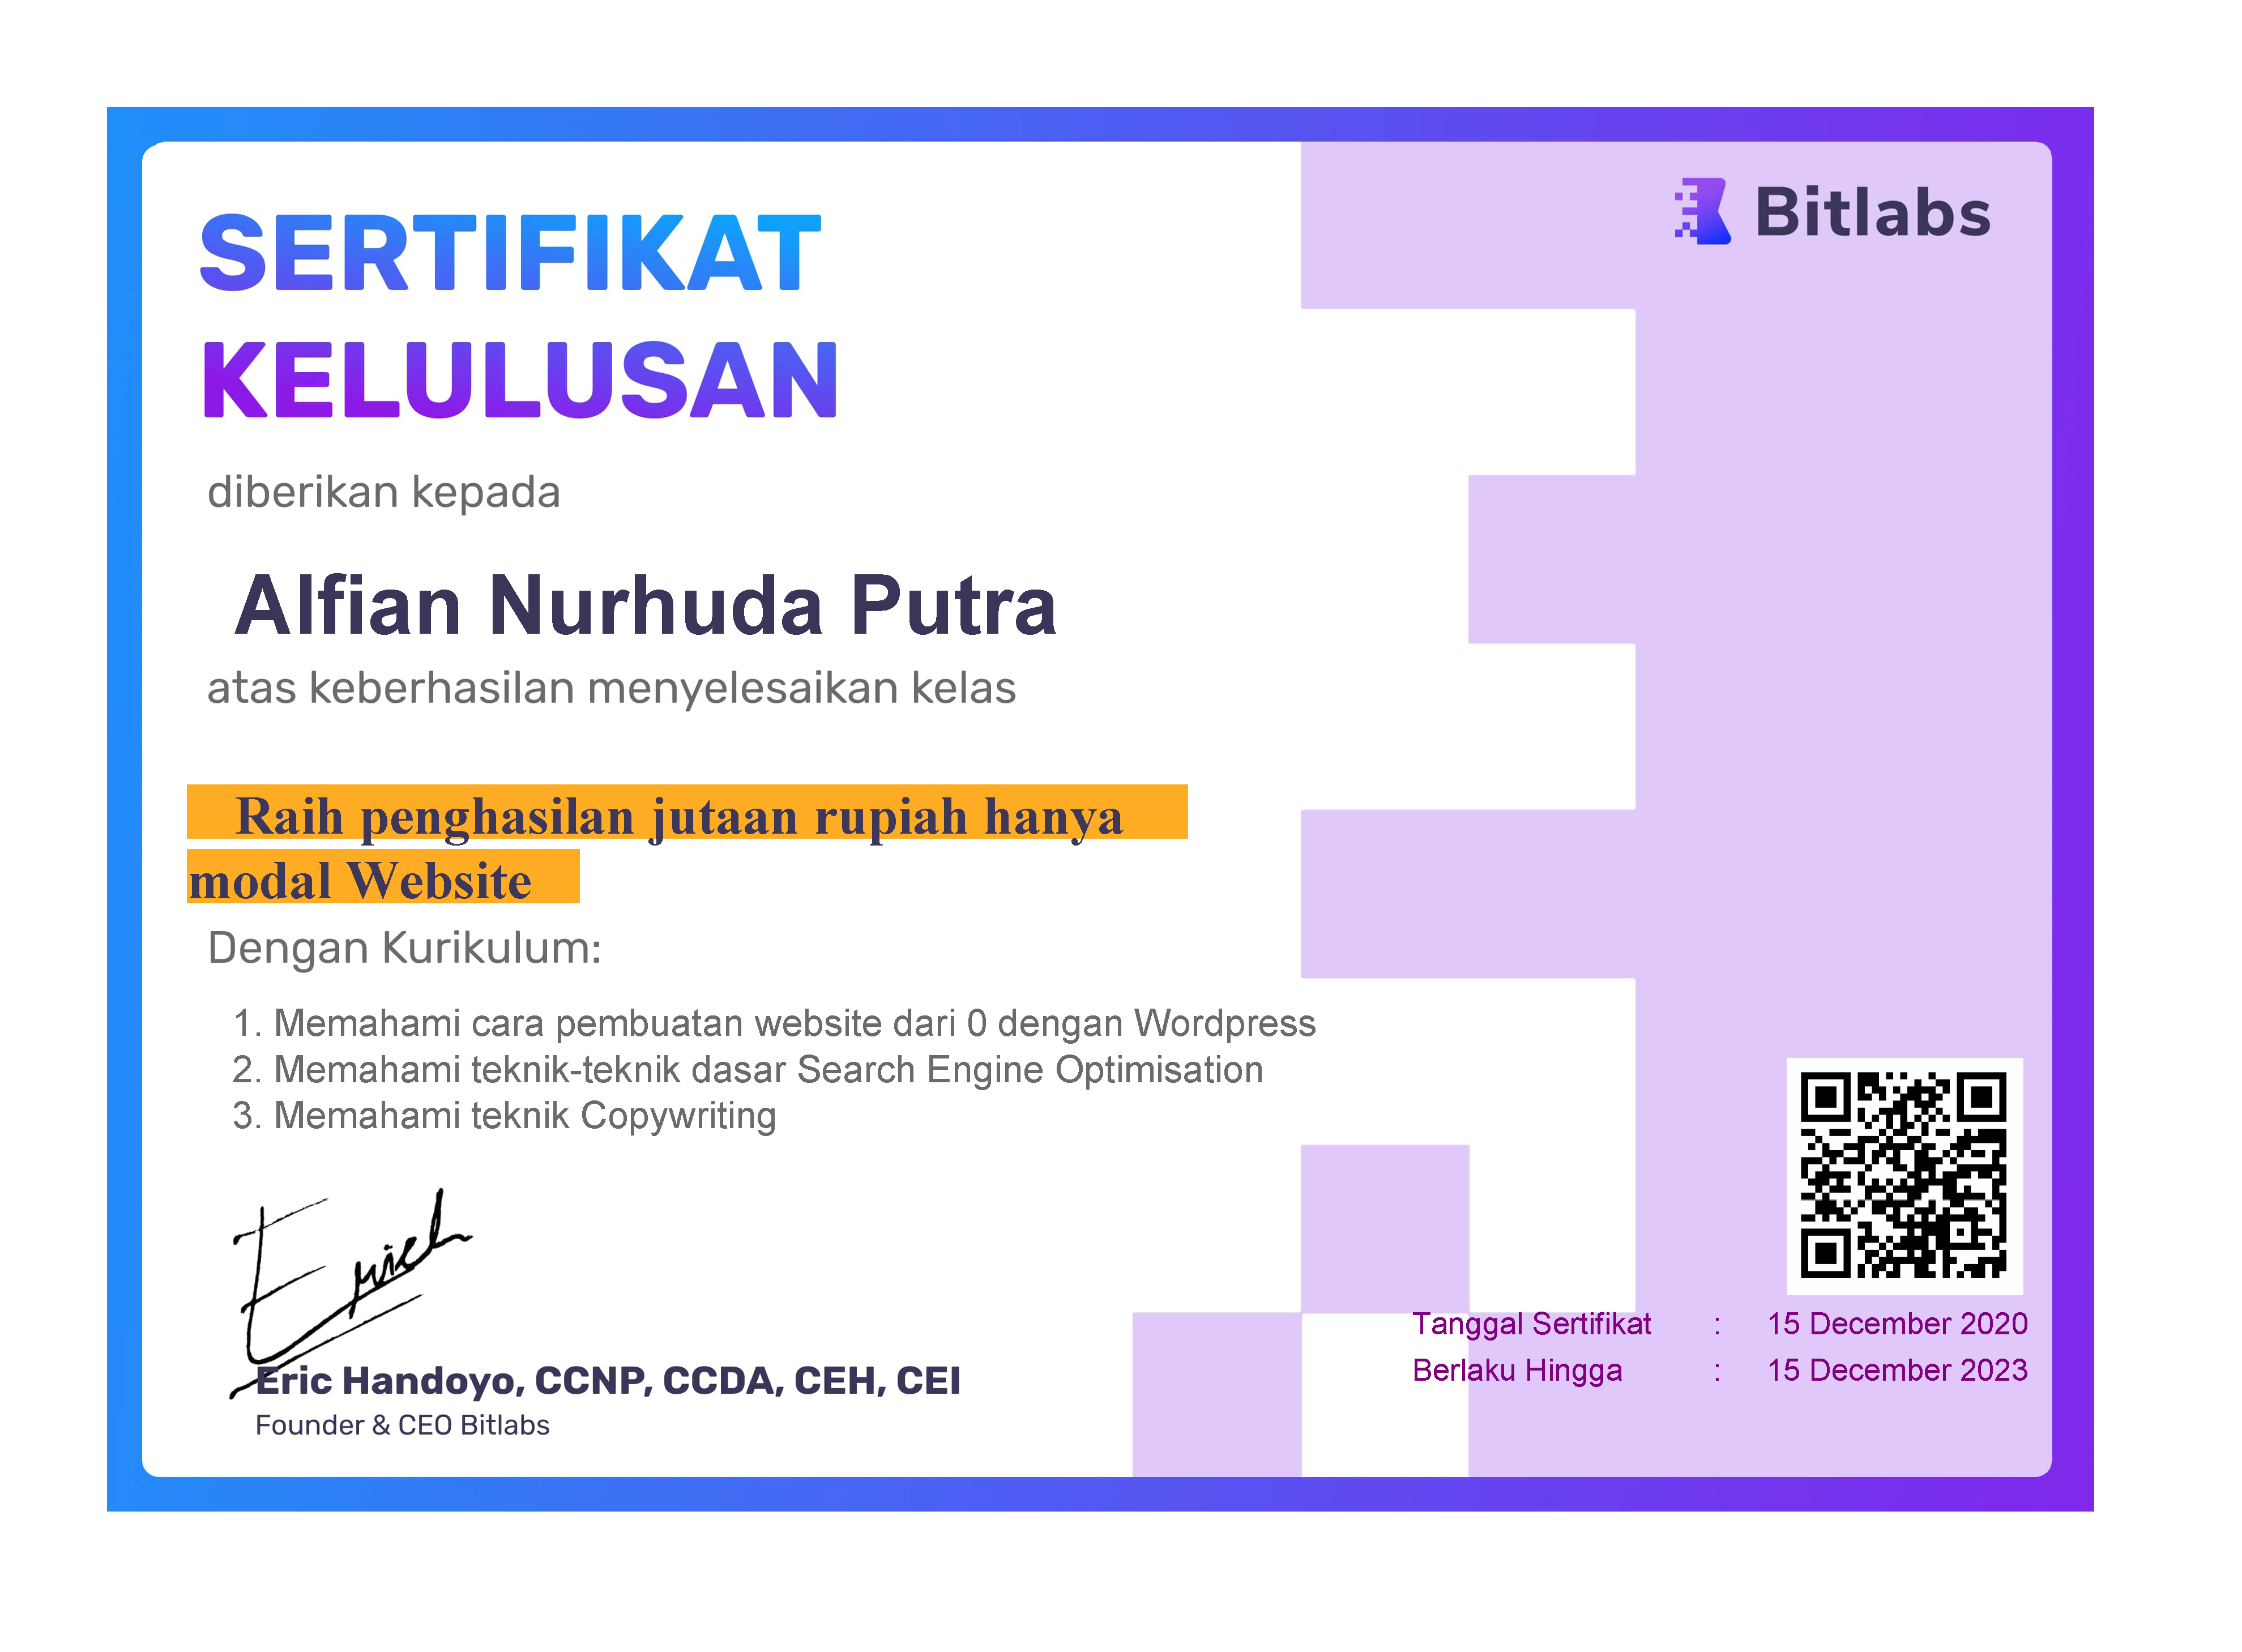 Bitlabs
SERTIFIKAT
KELULUSAN
diberikan kepada
Alfian Nurhuda Putra
atas keberhasilan menyelesaikan kelas
Raih penghasilan jutaan rupiah hanya
modal Website
Dengan Kurikulum:
1. Memahami cara pembuatan website dari 0 dengan Wordpress
2. Memahami teknik-teknik dasar Search Engine Optimisation
3. Memahami teknik Copywriting
Eric Handoyo, CCNP, CCDA, CEH, CEI
Founder & CEO Bitlabs
Tanggal Sertifikat : 15 December 2020
Berlaku Hingga : 15 December 2023